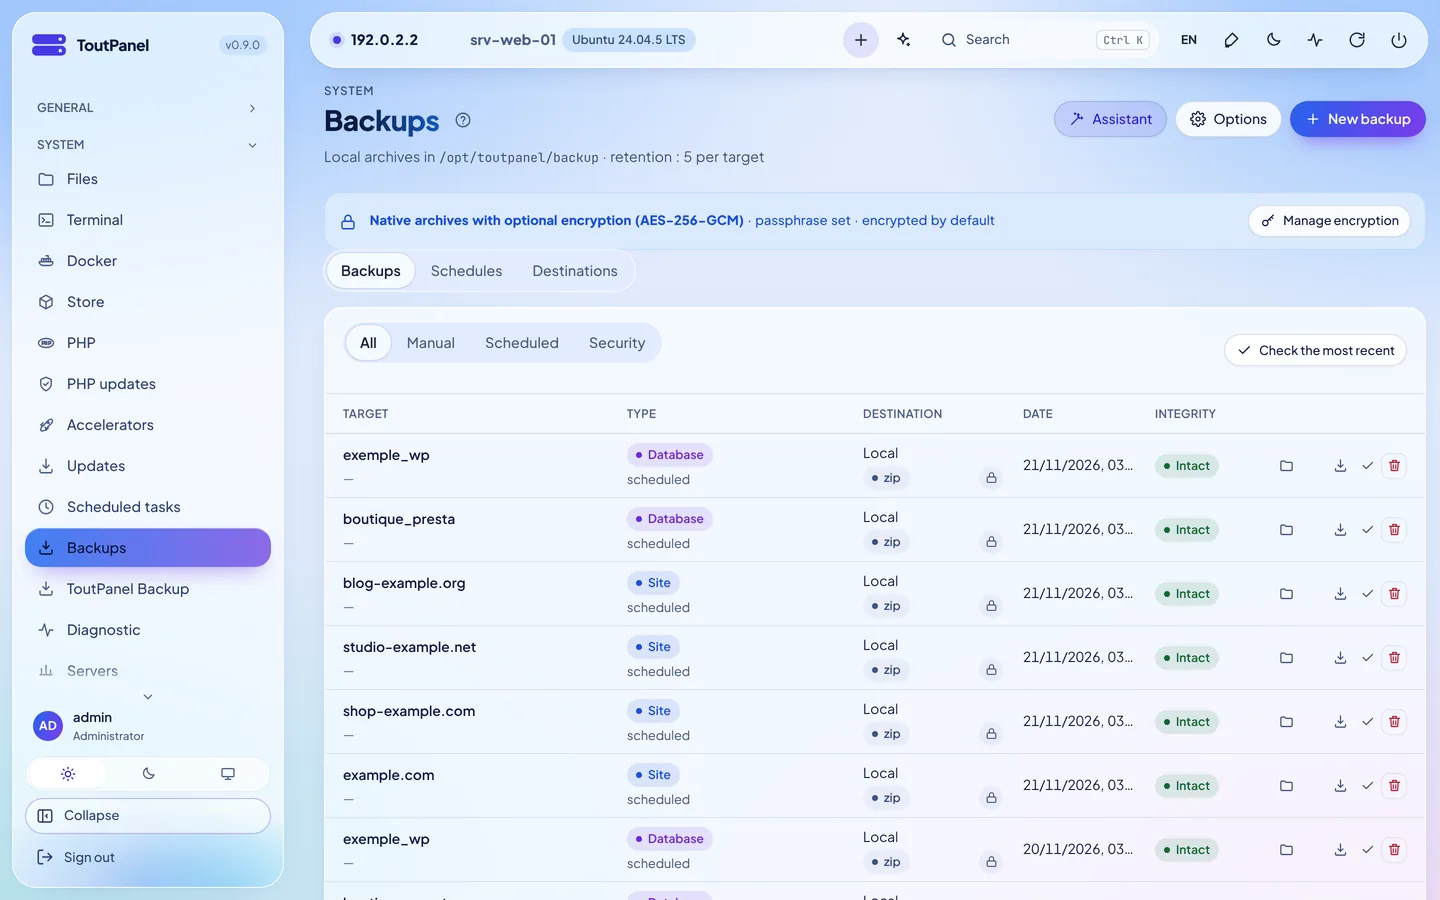 ToutPanel
v0.9.0
GENERAL
SYSTEM
Files
Terminal
Docker
Store
PHP
PHP updates
Accelerators
Updates
Scheduled tasks
Backups
ToutPanel Backup
Diagnostic
Servers
AD
admin
Administrator
Collapse
Sign out
192.0.2.2
srv-web-01
Ubuntu 24.04.5 LTS
Search
Ctrl K
EN
SYSTEM
Backups
Assistant
Options
New backup
Local archives in /opt/toutpanel/backup · retention : 5 per target
Native archives with optional encryption (AES-256-GCM) · passphrase set · encrypted by default
Manage encryption
Backups Schedules Destinations
All Manual Scheduled Security
Check the most recent
TARGET TYPE DESTINATION DATE INTEGRITY
exemple_wp Database Local 21/11/2026, 03... Intact
— scheduled zip
boutique_presta Database Local 21/11/2026, 03... Intact
— scheduled zip
blog-example.org Site Local 21/11/2026, 03... Intact
— scheduled zip
studio-example.net Site Local 21/11/2026, 03... Intact
— scheduled zip
shop-example.com Site Local 21/11/2026, 03... Intact
— scheduled zip
example.com Site Local 21/11/2026, 03... Intact
— scheduled zip
exemple_wp Database Local 20/11/2026, 03... Intact
— scheduled zip